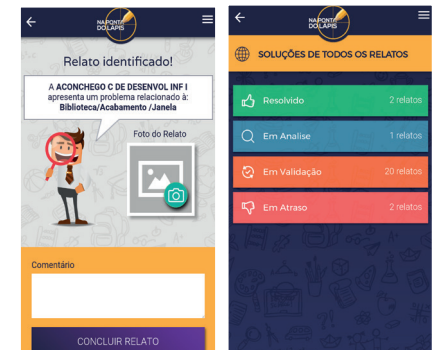 NA PONTA
DO LÁPIS
Relato identificado!
A ACONCHEGO C DE DESENVOL INF I
apresenta um problema relacionado à:
Biblioteca/Acabamento /Janela
Foto do Relato
Comentário
CONCLUIR RELATO
NA PONTA
DO LÁPIS
SOLUÇÕES DE TODOS OS RELATOS
Resolvido 2 relatos
Em Analise 1 relatos
Em Validação 20 relatos
Em Atraso 2 relatos